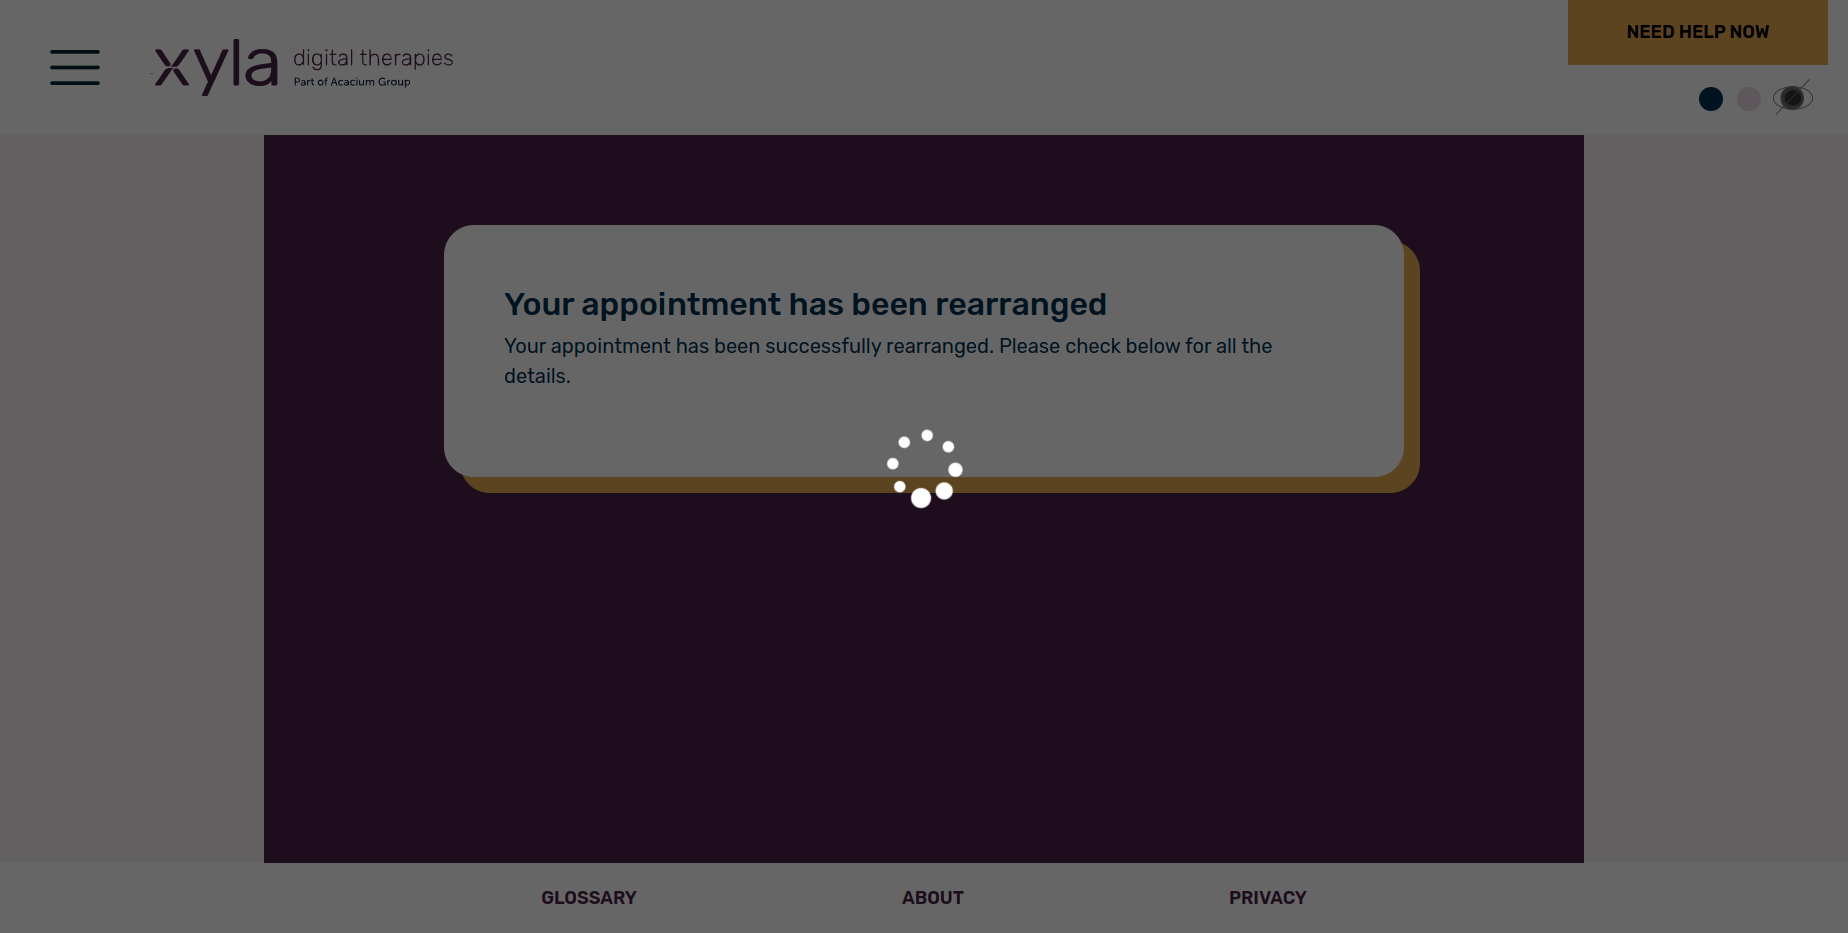 NEED HELP NOW
xyla digital therapies
Part of Acacium Group
Your appointment has been rearranged
Your appointment has been successfully rearranged. Please check below for all the
details.
GLOSSARY
ABOUT
PRIVACY